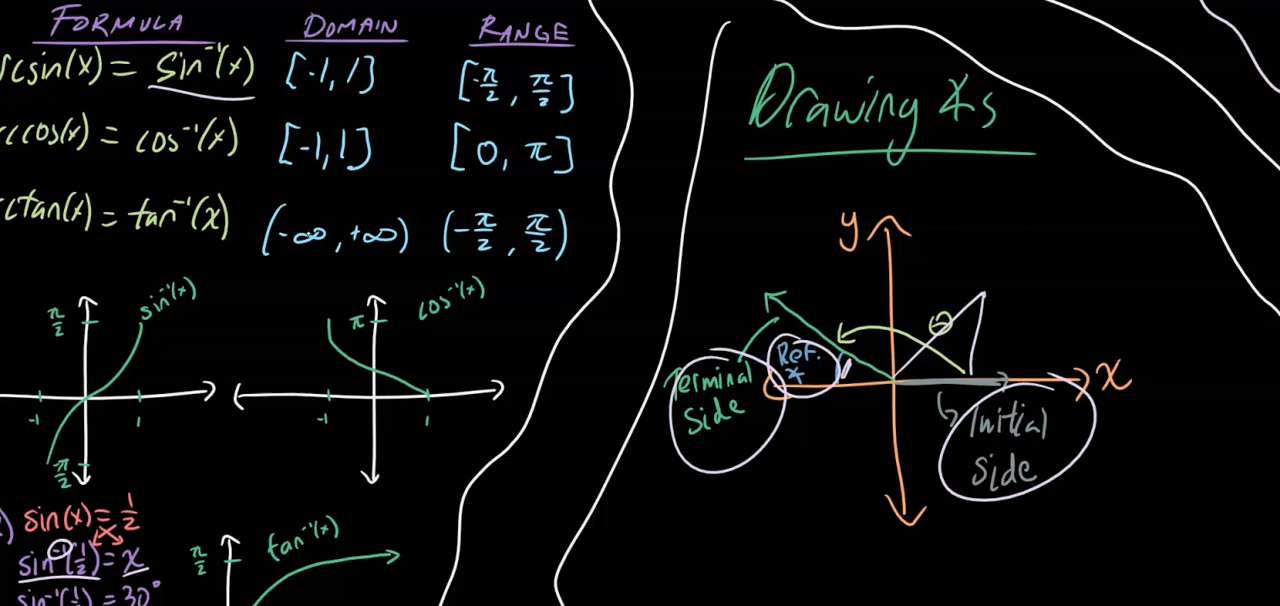 FORMULA DOMAIN RANGE
rcsin(x) = sin⁻¹(x) [-1, 1] [-π/2, π/2]
rccos(x) = cos⁻¹(x) [-1, 1] [0, π]
rctan(x) = tan⁻¹(x) (-∞, +∞) (-π/2, π/2)
π/2 sin⁻¹(x)
-1 1
-π/2
π cos⁻¹(x)
-1 1
) sin(x) = 1/2
sin⁻¹(1/2) = x
sin⁻¹(1/2) = 30°
π/2 tan⁻¹(x)
Drawing ∡s
y
θ
Ref.
∡
x
Terminal
Side
Initial
Side